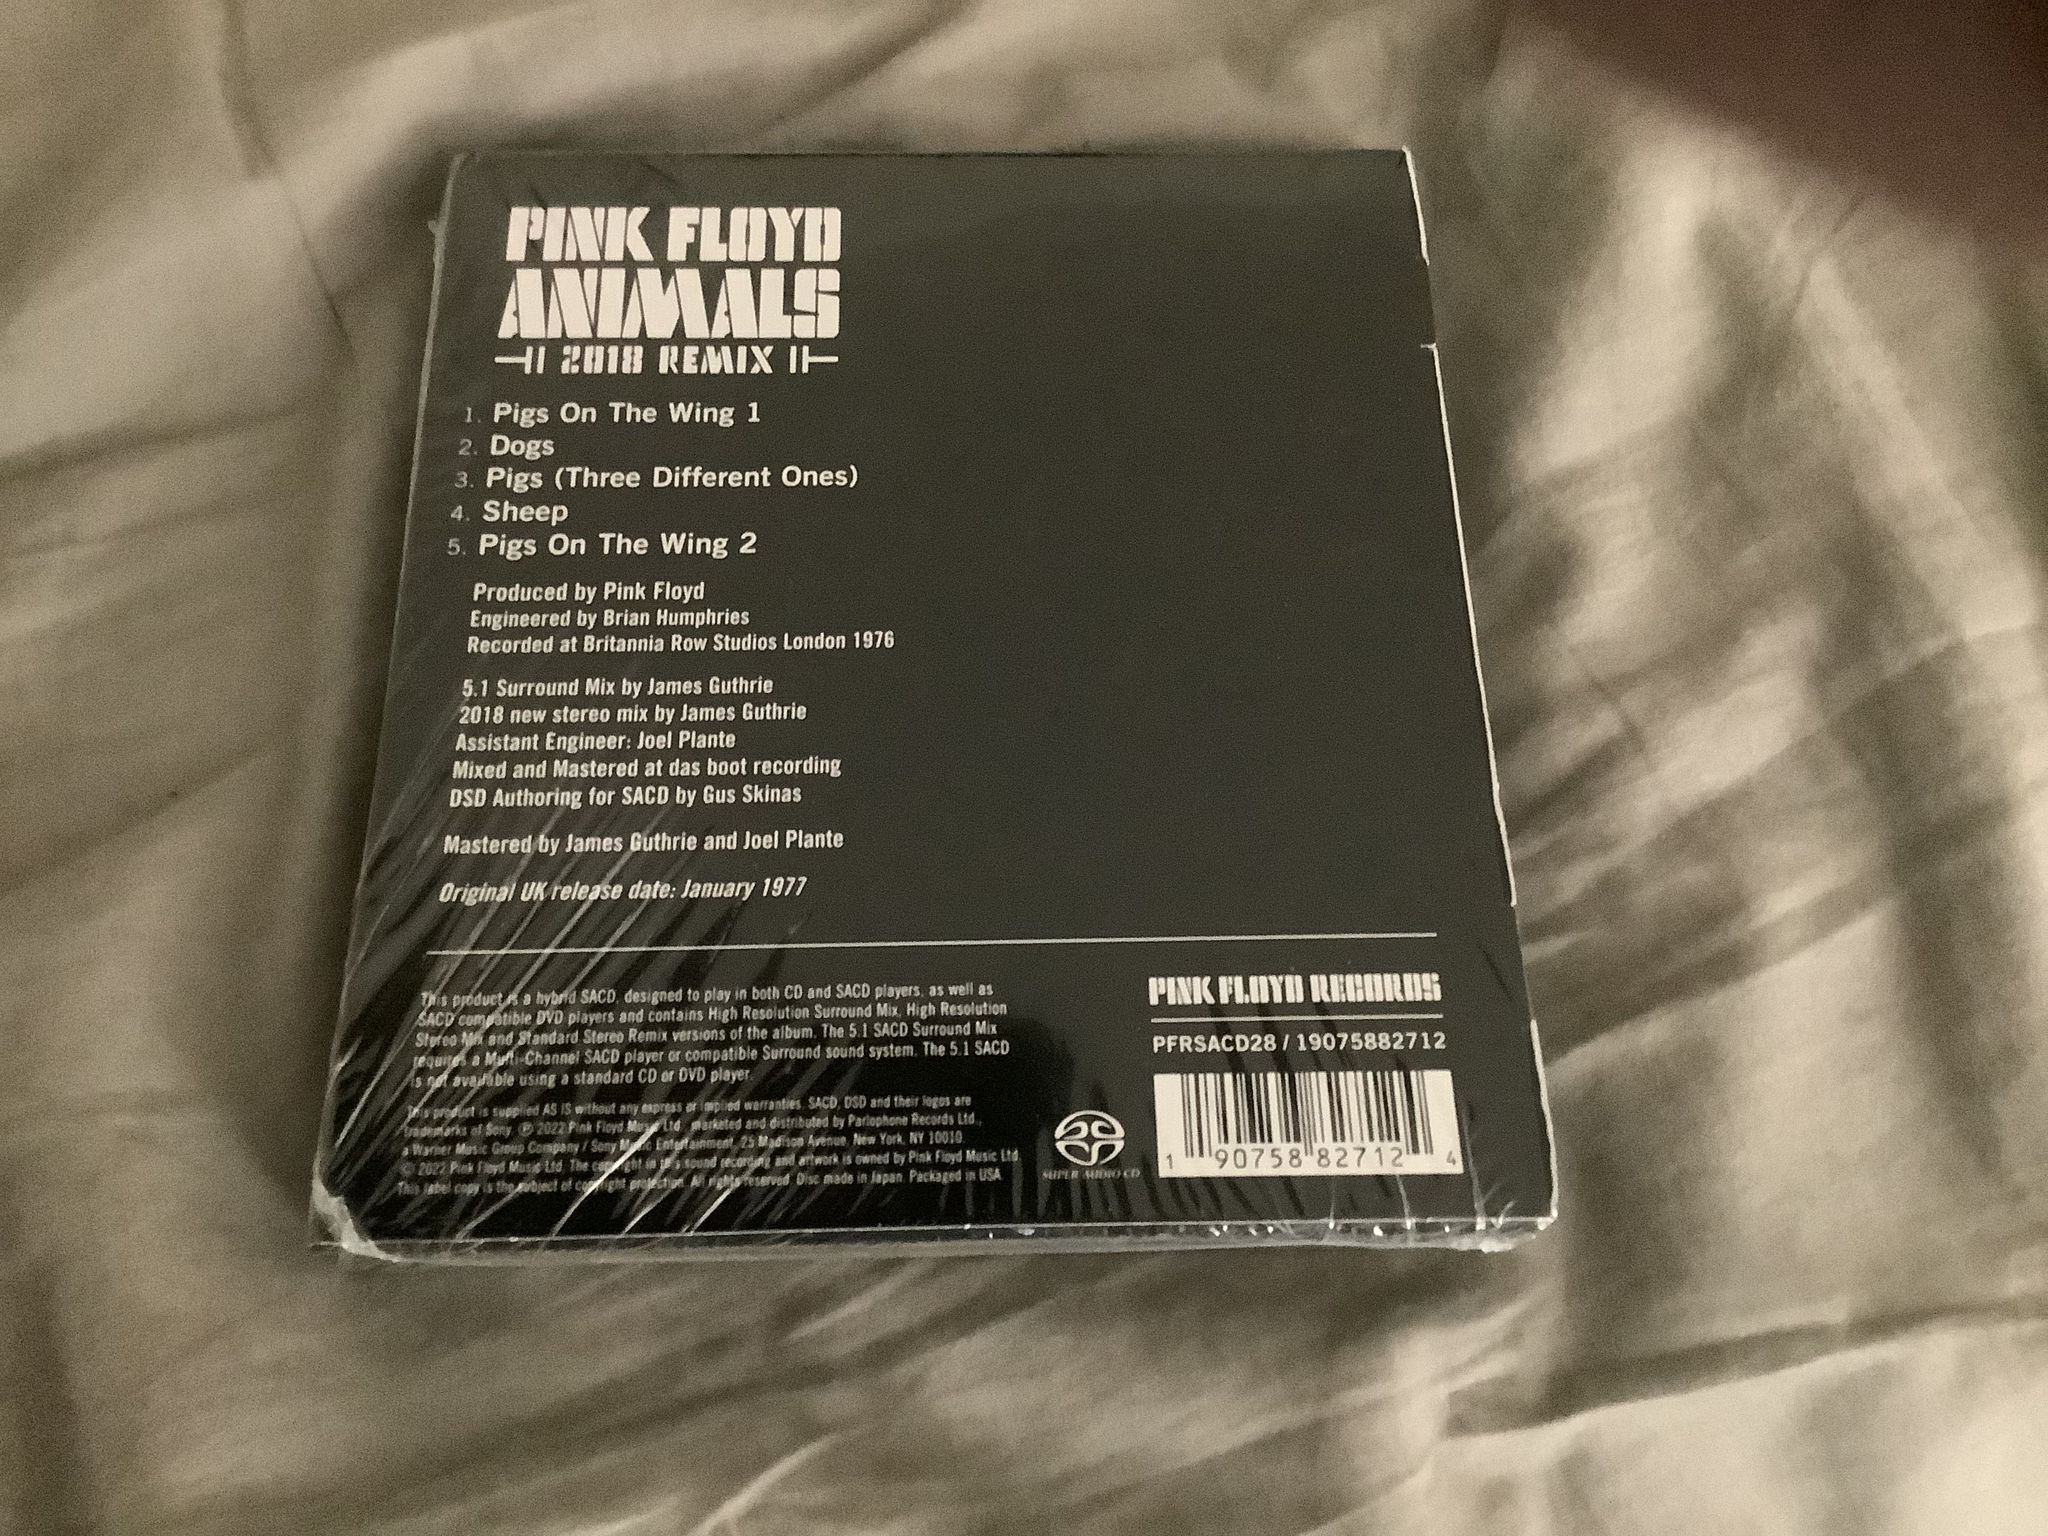 PINK FLOYD
ANIMALS
2018 REMIX
1. Pigs On The Wing 1
2. Dogs
3. Pigs (Three Different Ones)
4. Sheep
5. Pigs On The Wing 2
Produced by Pink Floyd
Engineered by Brian Humphries
Recorded at Britannia Row Studios London 1976
5.1 Surround Mix by James Guthrie
2018 new stereo mix by James Guthrie
Assistant Engineer: Joel Plante
Mixed and Mastered at das boot recording
DSD Authoring for SACD by Gus Skinas
Mastered by James Guthrie and Joel Plante
Original UK release date: January 1977
This product is a hybrid SACD, designed to play in both CD and SACD players, as well as
SACD compatible DVD players and contains High Resolution Surround Mix, High Resolution
Stereo Mix and Standard Stereo Remix versions of the album. The 5.1 SACD Surround Mix
requires a Multi-Channel SACD player or compatible Surround sound system. The 5.1 SACD
is not available using a standard CD or DVD player.
This product is supplied AS IS without any express or implied warranties. SACD, DSD and their logos are
trademarks of Sony. ℗ 2022 Pink Floyd Music Ltd., marketed and distributed by Parlophone Records Ltd.,
a Warner Music Group Company / Sony Music Entertainment, 25 Madison Avenue, New York, NY 10010.
© 2022 Pink Floyd Music Ltd. The copyright in this sound recording and artwork is owned by Pink Floyd Music Ltd.
This label copy is the subject of copyright protection. All rights reserved. Disc made in Japan. Packaged in USA.
SUPER AUDIO CD
PINK FLOYD RECORDS
PFRSACD28 / 19075882712
1 90758 82712 4